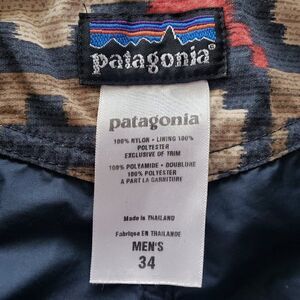 patagonia®
patagonia®
100% NYLON • LINING 100%
POLYESTER
EXCLUSIVE OF TRIM
100% POLYAMIDE • DOUBLURE
100% POLYESTER
A PART LA GARNITURE
Made in THAILAND
Fabriqué EN THAILANDE
MEN'S
34